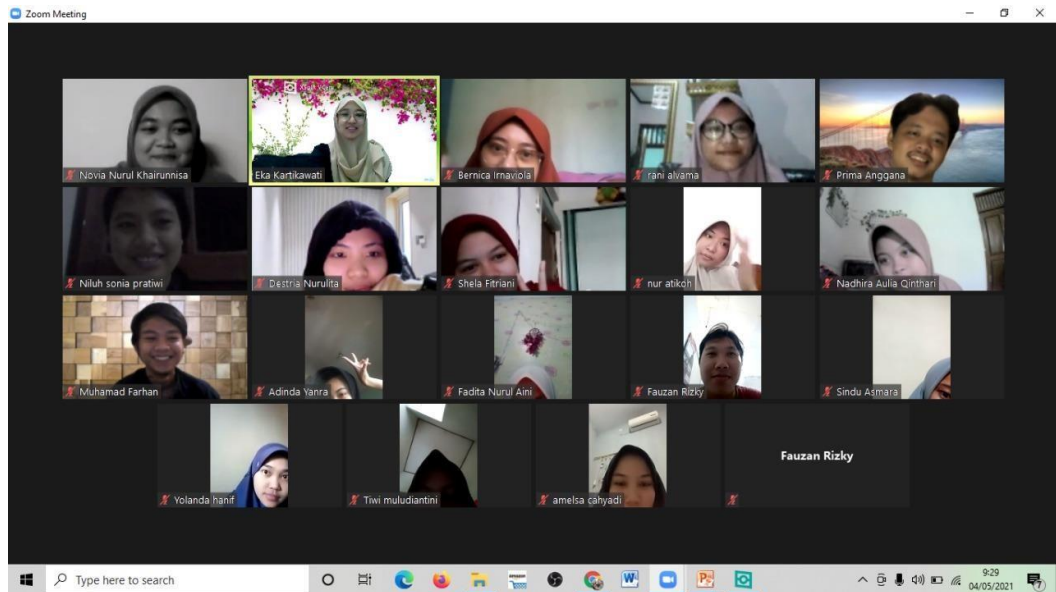 Zoom Meeting
Novia Nurul Khairunnisa
Eka Kartikawati
Bernica Irnaviola
rani alvama
Prima Anggana
Niluh sonia pratiwi
Destria Nurulita
Shela Fitriani
nur atikoh
Nadhira Aulia Qinthari
Muhamad Farhan
Adinda Yanra
Fadita Nurul Aini
Fauzan Rizky
Sindu Asmara
Yolanda hanif
Tiwi muludiantini
amelsa cahyadi
Fauzan Rizky
Type here to search
9:29
04/05/2021